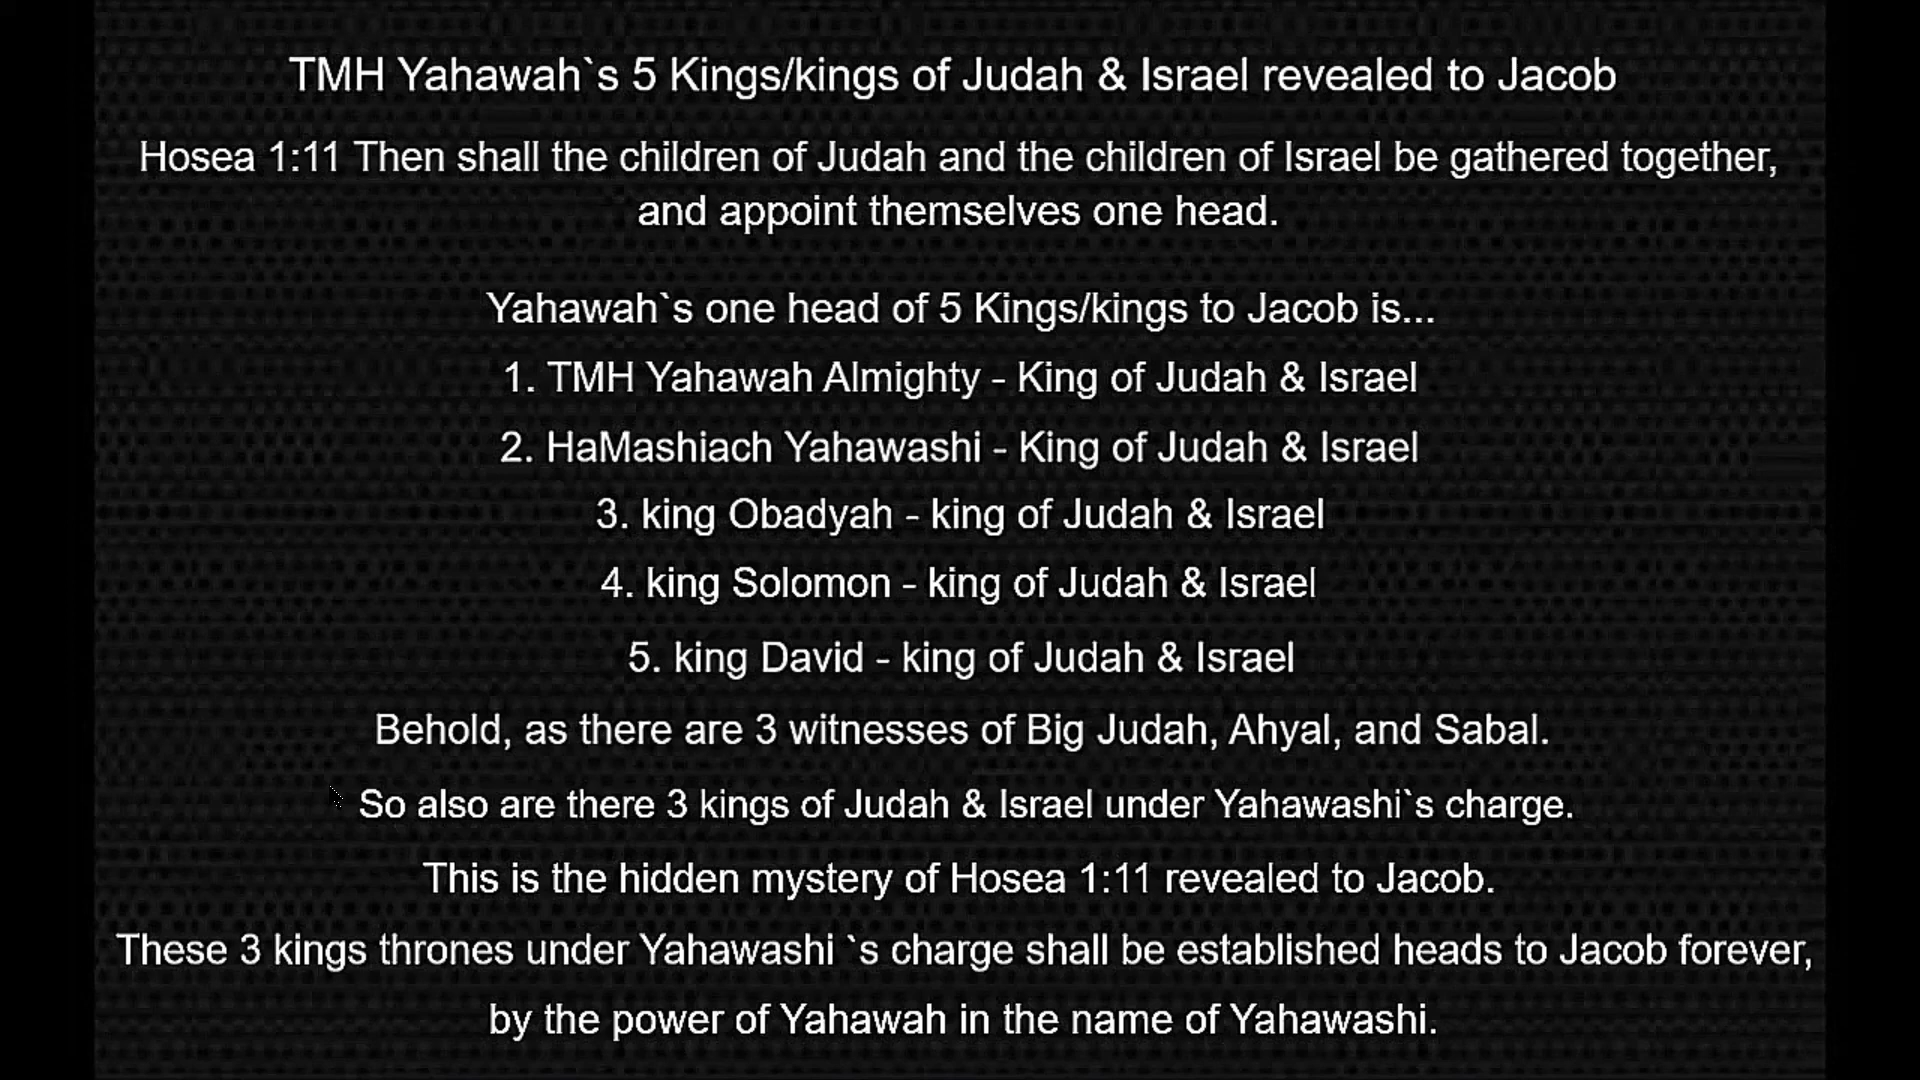 TMH Yahawah`s 5 Kings/kings of Judah & Israel revealed to Jacob
Hosea 1:11 Then shall the children of Judah and the children of Israel be gathered together,
and appoint themselves one head.
Yahawah`s one head of 5 Kings/kings to Jacob is...
1. TMH Yahawah Almighty - King of Judah & Israel
2. HaMashiach Yahawashi - King of Judah & Israel
3. king Obadyah - king of Judah & Israel
4. king Solomon - king of Judah & Israel
5. king David - king of Judah & Israel
Behold, as there are 3 witnesses of Big Judah, Ahyal, and Sabal.
So also are there 3 kings of Judah & Israel under Yahawashi`s charge.
This is the hidden mystery of Hosea 1:11 revealed to Jacob.
These 3 kings thrones under Yahawashi `s charge shall be established heads to Jacob forever,
by the power of Yahawah in the name of Yahawashi.